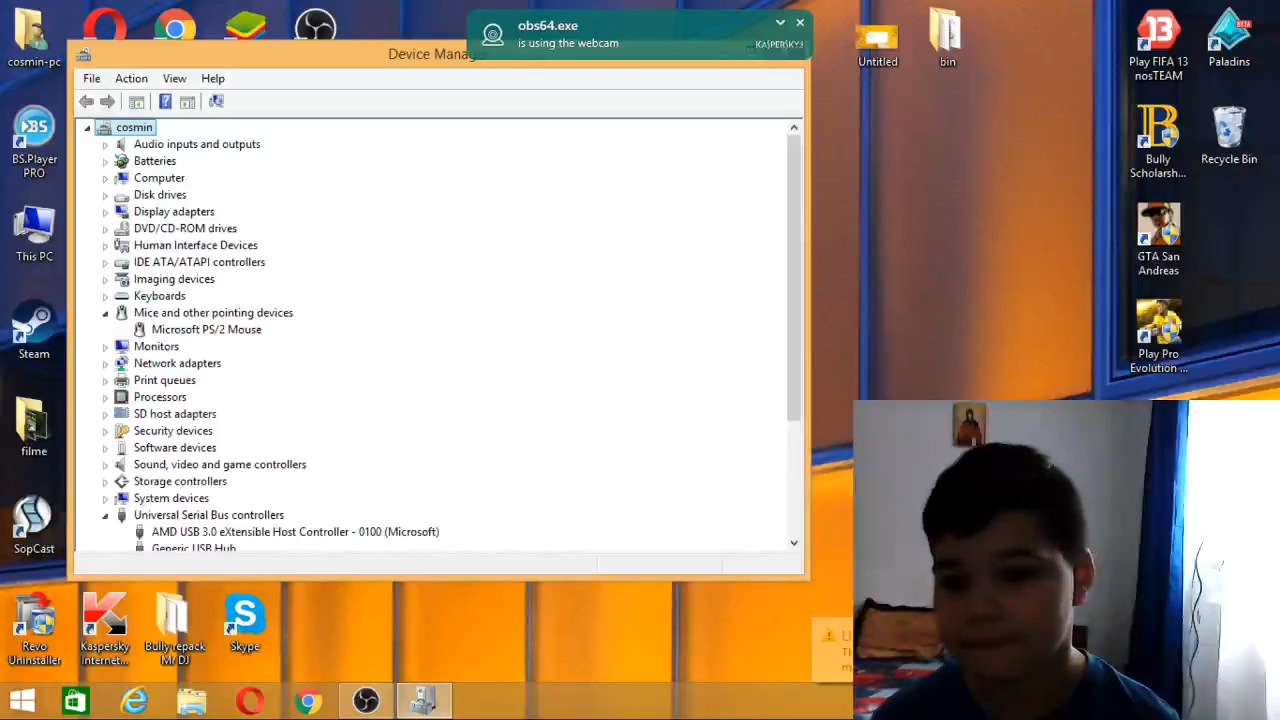 obs64.exe
is using the webcam
KASPERSKY
Device Manag
File Action View Help
cosmin
Audio inputs and outputs
Batteries
Computer
Disk drives
Display adapters
DVD/CD-ROM drives
Human Interface Devices
IDE ATA/ATAPI controllers
Imaging devices
Keyboards
Mice and other pointing devices
Microsoft PS/2 Mouse
Monitors
Network adapters
Print queues
Processors
SD host adapters
Security devices
Software devices
Sound, video and game controllers
Storage controllers
System devices
Universal Serial Bus controllers
AMD USB 3.0 eXtensible Host Controller - 0100 (Microsoft)
Generic USB Hub
cosmin-pc
BS
BS.Player
PRO
This PC
Steam
filme
SopCast
Revo
Uninstaller
Kaspersky
Internet...
Bully repack
Mr DJ
Skype
Untitled
bin
13
Play FIFA 13
nosTEAM
BETA
Paladins
Bully
Scholarsh...
Recycle Bin
GTA San
Andreas
Play Pro
Evolution ...